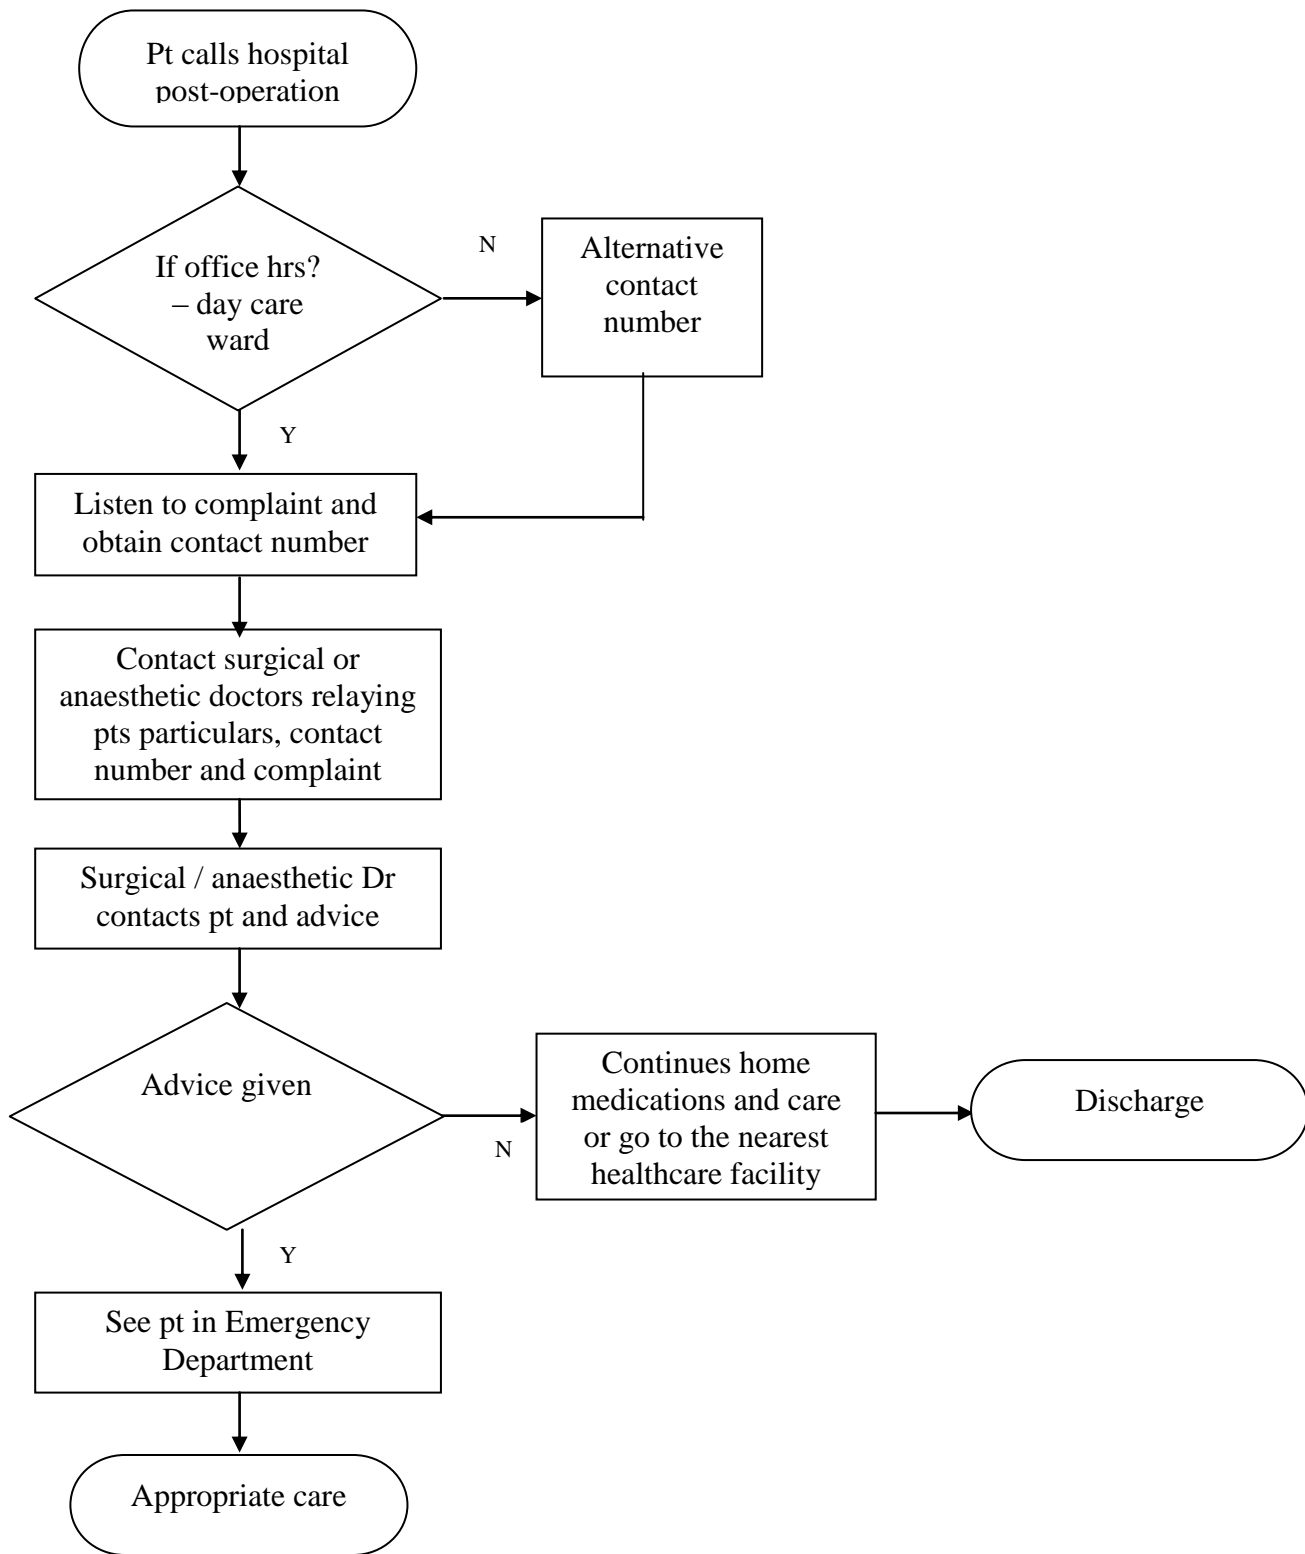 Pt calls hospital
post-operation
If office hrs?
– day care
ward
N
Alternative
contact
number
Y
Listen to complaint and
obtain contact number
Contact surgical or
anaesthetic doctors relaying
pts particulars, contact
number and complaint
Surgical / anaesthetic Dr
contacts pt and advice
Advice given
N
Continues home
medications and care
or go to the nearest
healthcare facility
Discharge
Y
See pt in Emergency
Department
Appropriate care